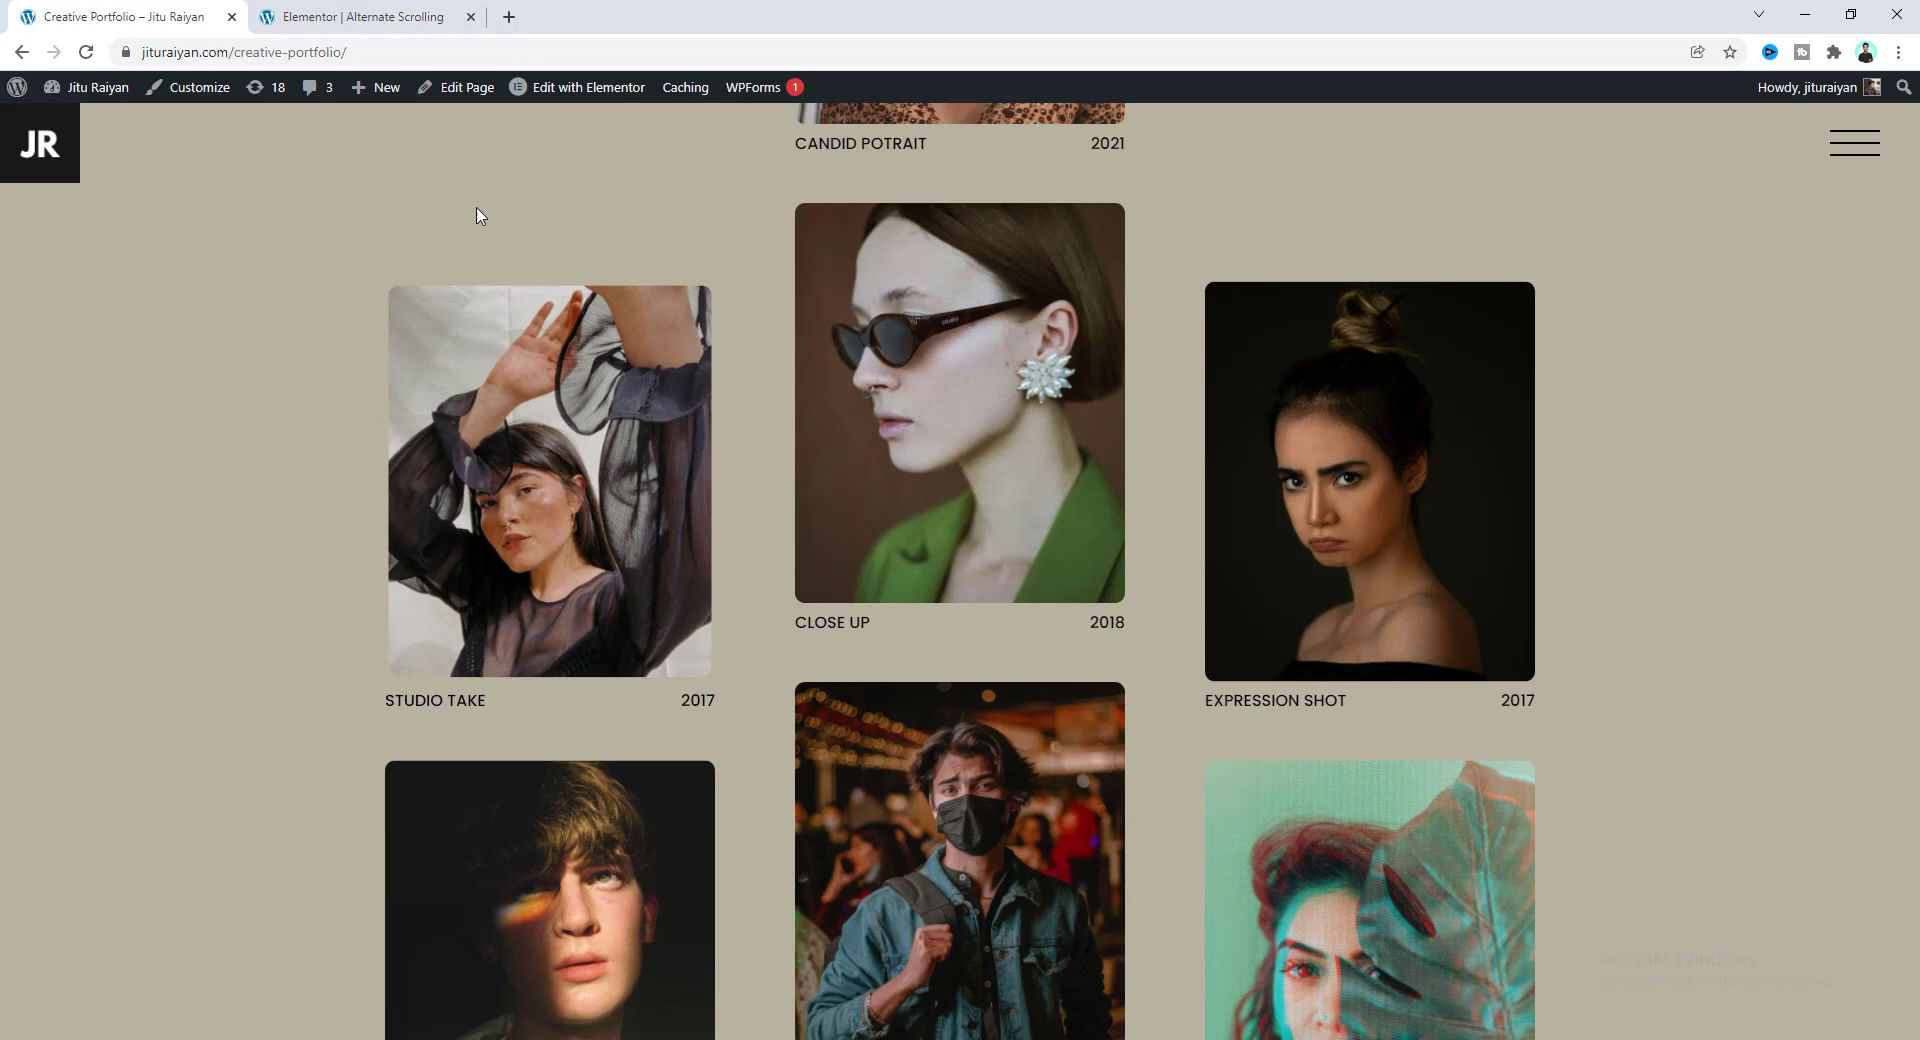 Creative Portfolio – Jitu Raiyan
Elementor | Alternate Scrolling
jituraiyan.com/creative-portfolio/
Jitu Raiyan Customize 18 3 New Edit Page Edit with Elementor Caching WPForms 1 Howdy, jituraiyan
JR
CANDID POTRAIT 2021
CLOSE UP 2018
STUDIO TAKE 2017
EXPRESSION SHOT 2017
Activate Windows